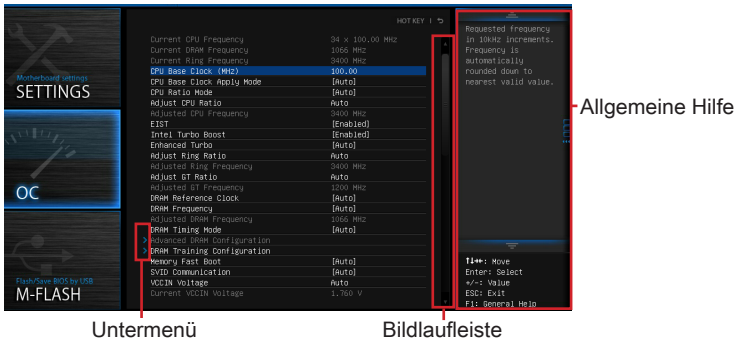 HOT KEY | ⮌
Motherboard settings
SETTINGS
OC
Flash/Save BIOS by USB
M-FLASH
Current CPU Frequency 34 x 100.00 MHz
Current DRAM Frequency 1066 MHz
Current Ring Frequency 3400 MHz
CPU Base Clock (MHz) 100.00
CPU Base Clock Apply Mode [Auto]
CPU Ratio Mode [Auto]
Adjust CPU Ratio Auto
Adjusted CPU Frequency 3400 MHz
EIST [Enabled]
Intel Turbo Boost [Enabled]
Enhanced Turbo [Auto]
Adjust Ring Ratio Auto
Adjusted Ring Frequency 3400 MHz
Adjust GT Ratio Auto
Adjusted GT Frequency 1200 MHz
DRAM Reference Clock [Auto]
DRAM Frequency [Auto]
Adjusted DRAM Frequency 1066 MHz
DRAM Timing Mode [Auto]
> Advanced DRAM Configuration
> DRAM Training Configuration
Memory Fast Boot [Auto]
SVID Communication [Auto]
VCCIN Voltage Auto
Current VCCIN Voltage 1.760 V
Requested frequency
in 10KHz increments.
Frequency is
automatically
rounded down to
nearest valid value.
↑↓→←: Move
Enter: Select
+/-: Value
ESC: Exit
F1: General Help
Allgemeine Hilfe
Untermenü
Bildlaufleiste